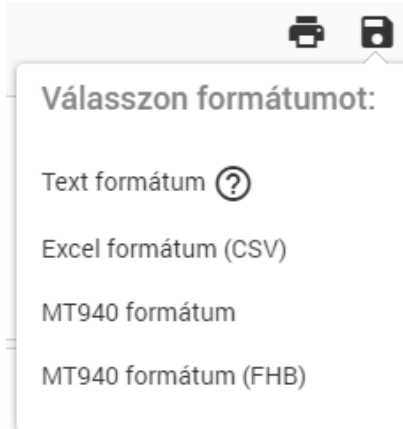 Válasszon formátumot:
Text formátum ?
Excel formátum (CSV)
MT940 formátum
MT940 formátum (FHB)